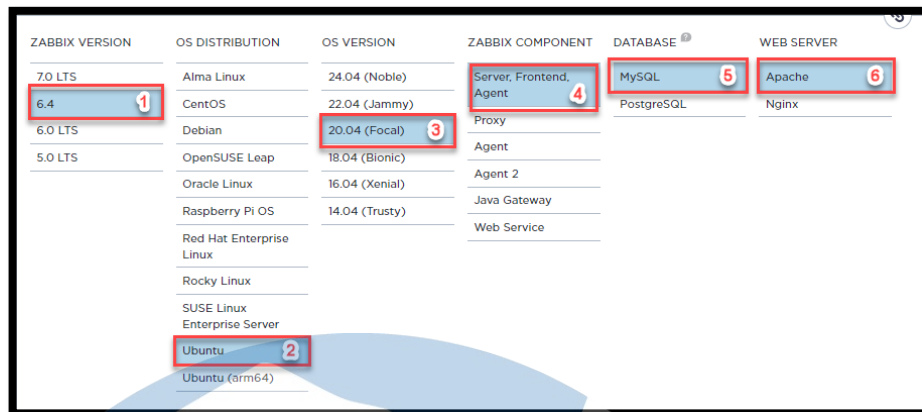 ZABBIX VERSION
7.0 LTS
6.4 1
6.0 LTS
5.0 LTS
OS DISTRIBUTION
Alma Linux
CentOS
Debian
OpenSUSE Leap
Oracle Linux
Raspberry Pi OS
Red Hat Enterprise
Linux
Rocky Linux
SUSE Linux
Enterprise Server
Ubuntu 2
Ubuntu (arm64)
OS VERSION
24.04 (Noble)
22.04 (Jammy)
20.04 (Focal) 3
18.04 (Bionic)
16.04 (Xenial)
14.04 (Trusty)
ZABBIX COMPONENT
Server, Frontend,
Agent 4
Proxy
Agent
Agent 2
Java Gateway
Web Service
DATABASE ?
MySQL 5
PostgreSQL
WEB SERVER
Apache 6
Nginx